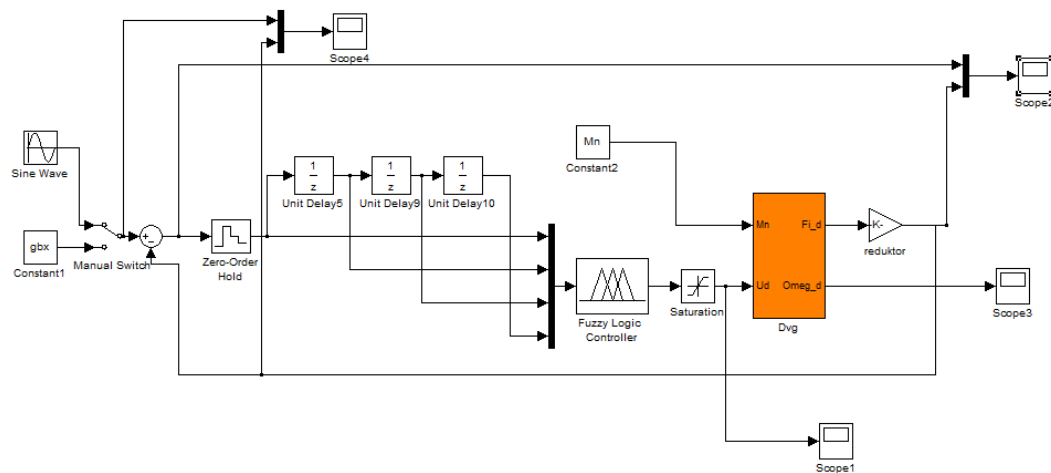 Scope4
Scope2
Sine Wave
Mn
Constant2
1
z
Unit Delay5
1
z
Unit Delay9
1
z
Unit Delay10
gbx
Constant1
Manual Switch
+
−
Zero-Order
Hold
Fuzzy Logic
Controller
Saturation
Mn
Fi_d
Ud
Omeg_d
Dvg
-K-
reduktor
Scope3
Scope1